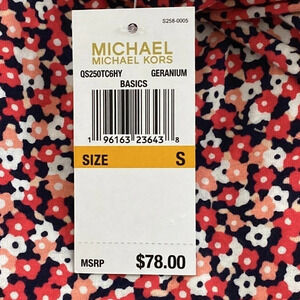 S258-0005
MICHAEL
MICHAEL KORS
QS250TC6HY GERANIUM
BASICS
1 96163 23643 8
SIZE S
MSRP $78.00